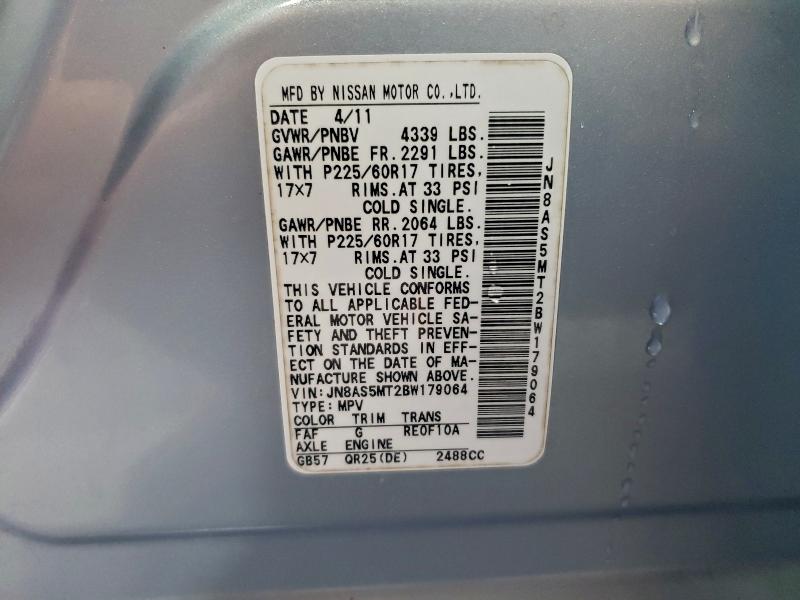 MFD BY NISSAN MOTOR CO.,LTD.
DATE 4/11
GVWR/PNBV 4339 LBS.
GAWR/PNBE FR.2291 LBS.
WITH P225/60R17 TIRES,
17×7 RIMS.AT 33 PSI
COLD SINGLE.
GAWR/PNBE RR.2064 LBS.
WITH P225/60R17 TIRES,
17×7 RIMS.AT 33 PSI
COLD SINGLE.
THIS VEHICLE CONFORMS
TO ALL APPLICABLE FED-
ERAL MOTOR VEHICLE SA-
FETY AND THEFT PREVEN-
TION STANDARDS IN EFF-
ECT ON THE DATE OF MA-
NUFACTURE SHOWN ABOVE.
VIN:JN8AS5MT2BW179064
TYPE:MPV
COLOR TRIM TRANS
FAF G RE0F10A
AXLE ENGINE
GB57 QR25(DE) 2488CC
JN8AS5MT2BW179064